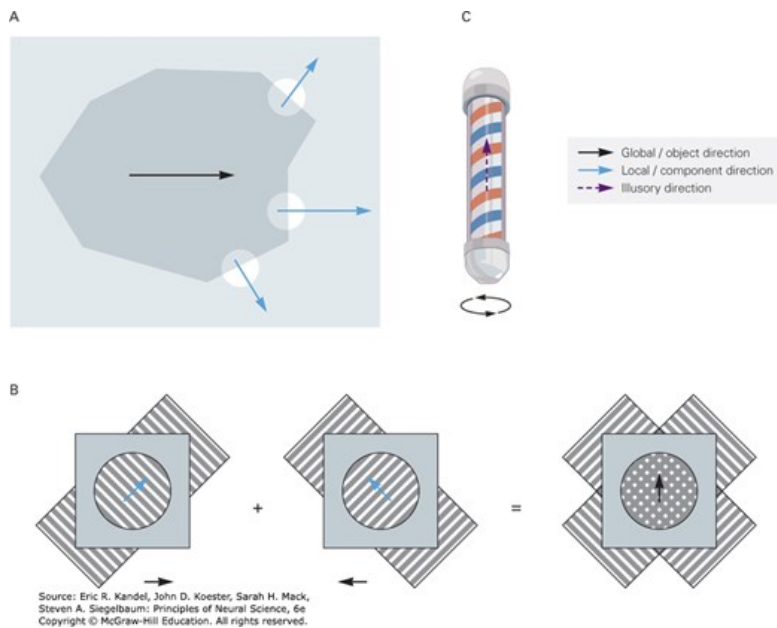 A
C
Global / object direction
Local / component direction
Illusory direction
B
+
=
Source: Eric R. Kandel, John D. Koester, Sarah H. Mack,
Steven A. Siegelbaum: Principles of Neural Science, 6e
Copyright © McGraw-Hill Education. All rights reserved.